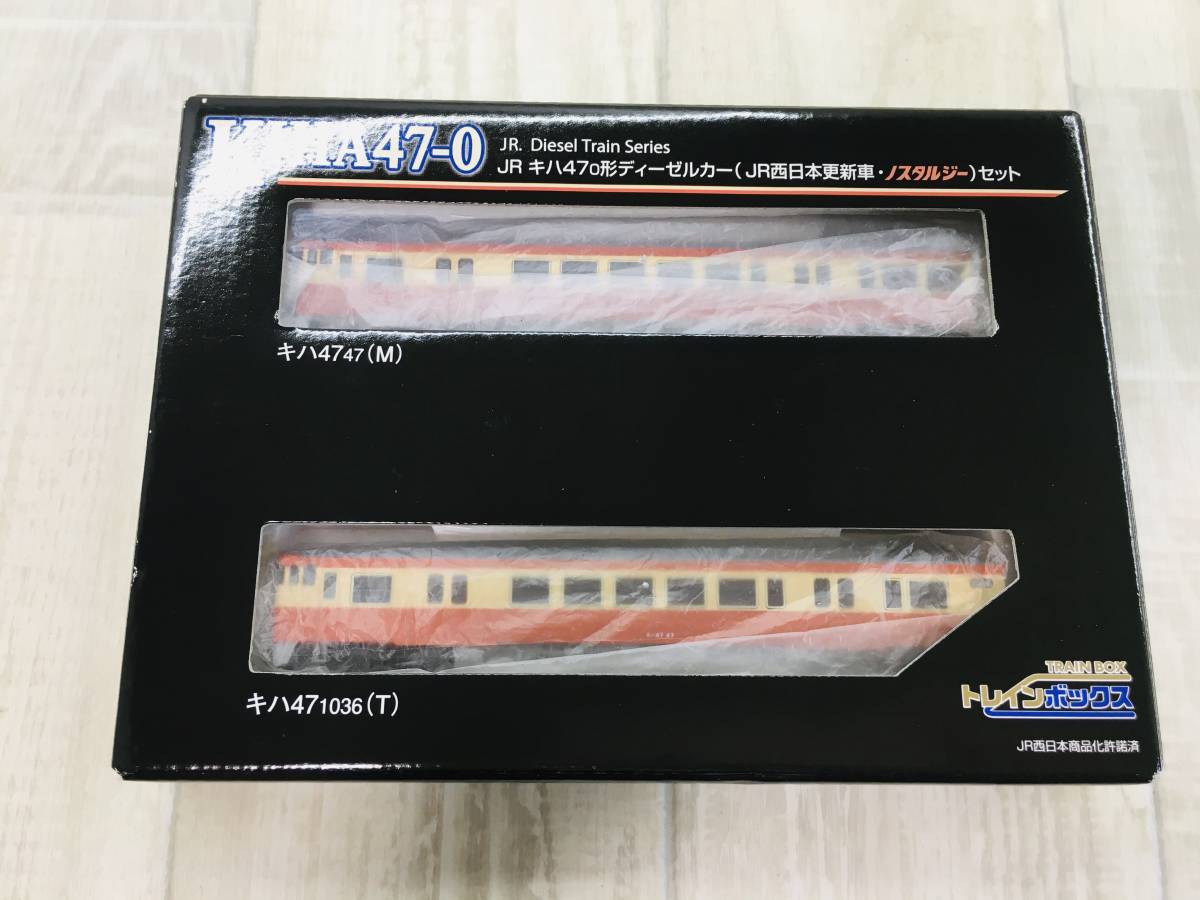 KIHA47-0
JR. Diesel Train Series
JR キハ470形ディーゼルカー(JR西日本更新車・ノスタルジー)セット
キハ4747(M)
キハ471036(T)
TRAIN BOX
トレインボックス
JR西日本商品化許諾済